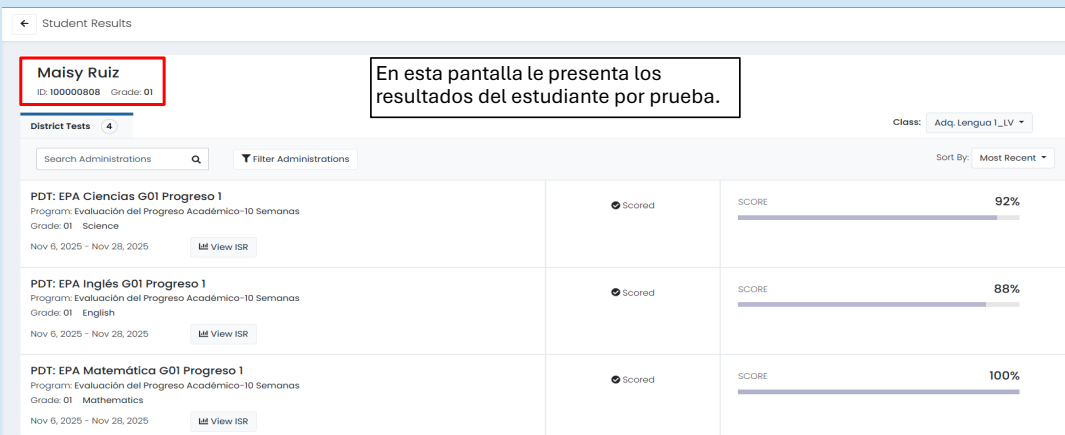 Student Results
Maisy Ruiz
ID: 100000808 Grade: 01
En esta pantalla le presenta los
resultados del estudiante por prueba.
District Tests 4
Class: Adq. Lengua 1_LV
Search Administrations
Filter Administrations
Sort By: Most Recent
PDT: EPA Ciencias G01 Progreso 1
Program: Evaluación del Progreso Académico-10 Semanas
Grade: 01 Science
Nov 6, 2025 - Nov 28, 2025 View ISR
Scored
SCORE 92%
PDT: EPA Inglés G01 Progreso 1
Program: Evaluación del Progreso Académico-10 Semanas
Grade: 01 English
Nov 6, 2025 - Nov 28, 2025 View ISR
Scored
SCORE 88%
PDT: EPA Matemática G01 Progreso 1
Program: Evaluación del Progreso Académico-10 Semanas
Grade: 01 Mathematics
Nov 6, 2025 - Nov 28, 2025 View ISR
Scored
SCORE 100%